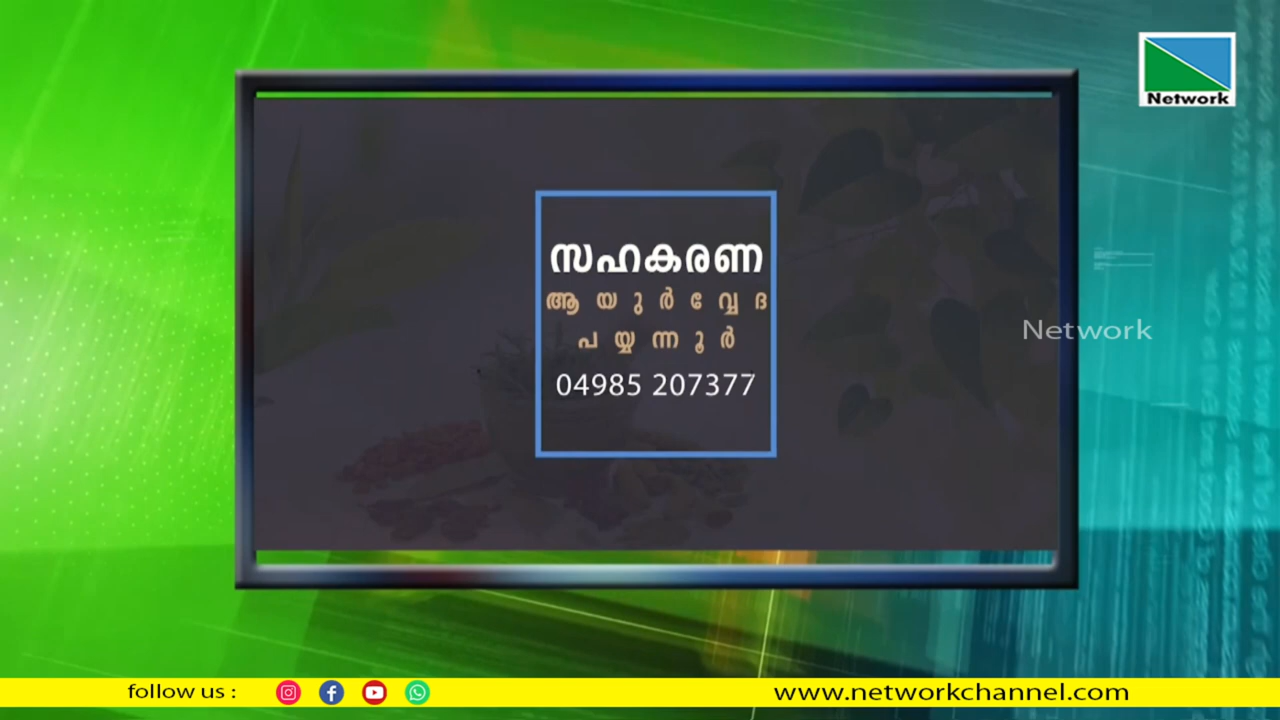 Network
സഹകരണ
ആയുർവ്വേദ
പയ്യന്നൂർ
04985 207377
Network
follow us :
www.networkchannel.com